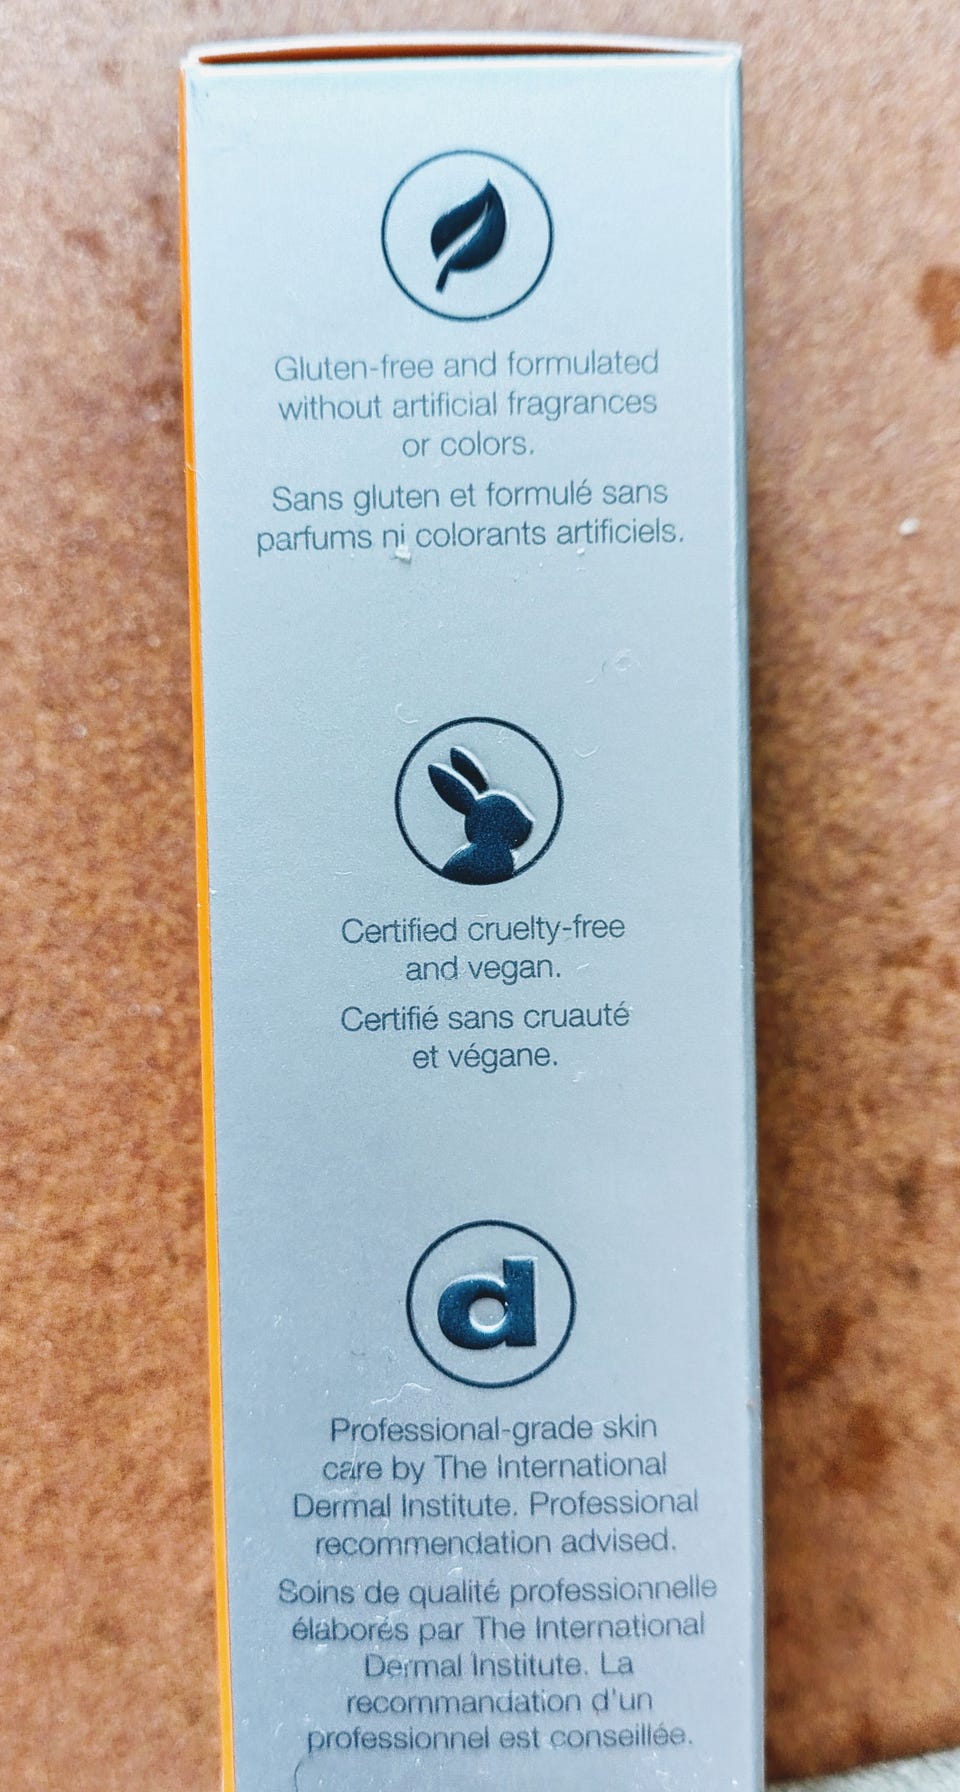 Gluten-free and formulated
without artificial fragrances
or colors.
Sans gluten et formulé sans
parfums ni colorants artificiels.
Certified cruelty-free
and vegan.
Certifié sans cruauté
et végane.
d
Professional-grade skin
care by The International
Dermal Institute. Professional
recommendation advised.
Soins de qualité professionnelle
élaborés par The International
Dermal Institute. La
recommandation d'un
professionnel est conseillée.